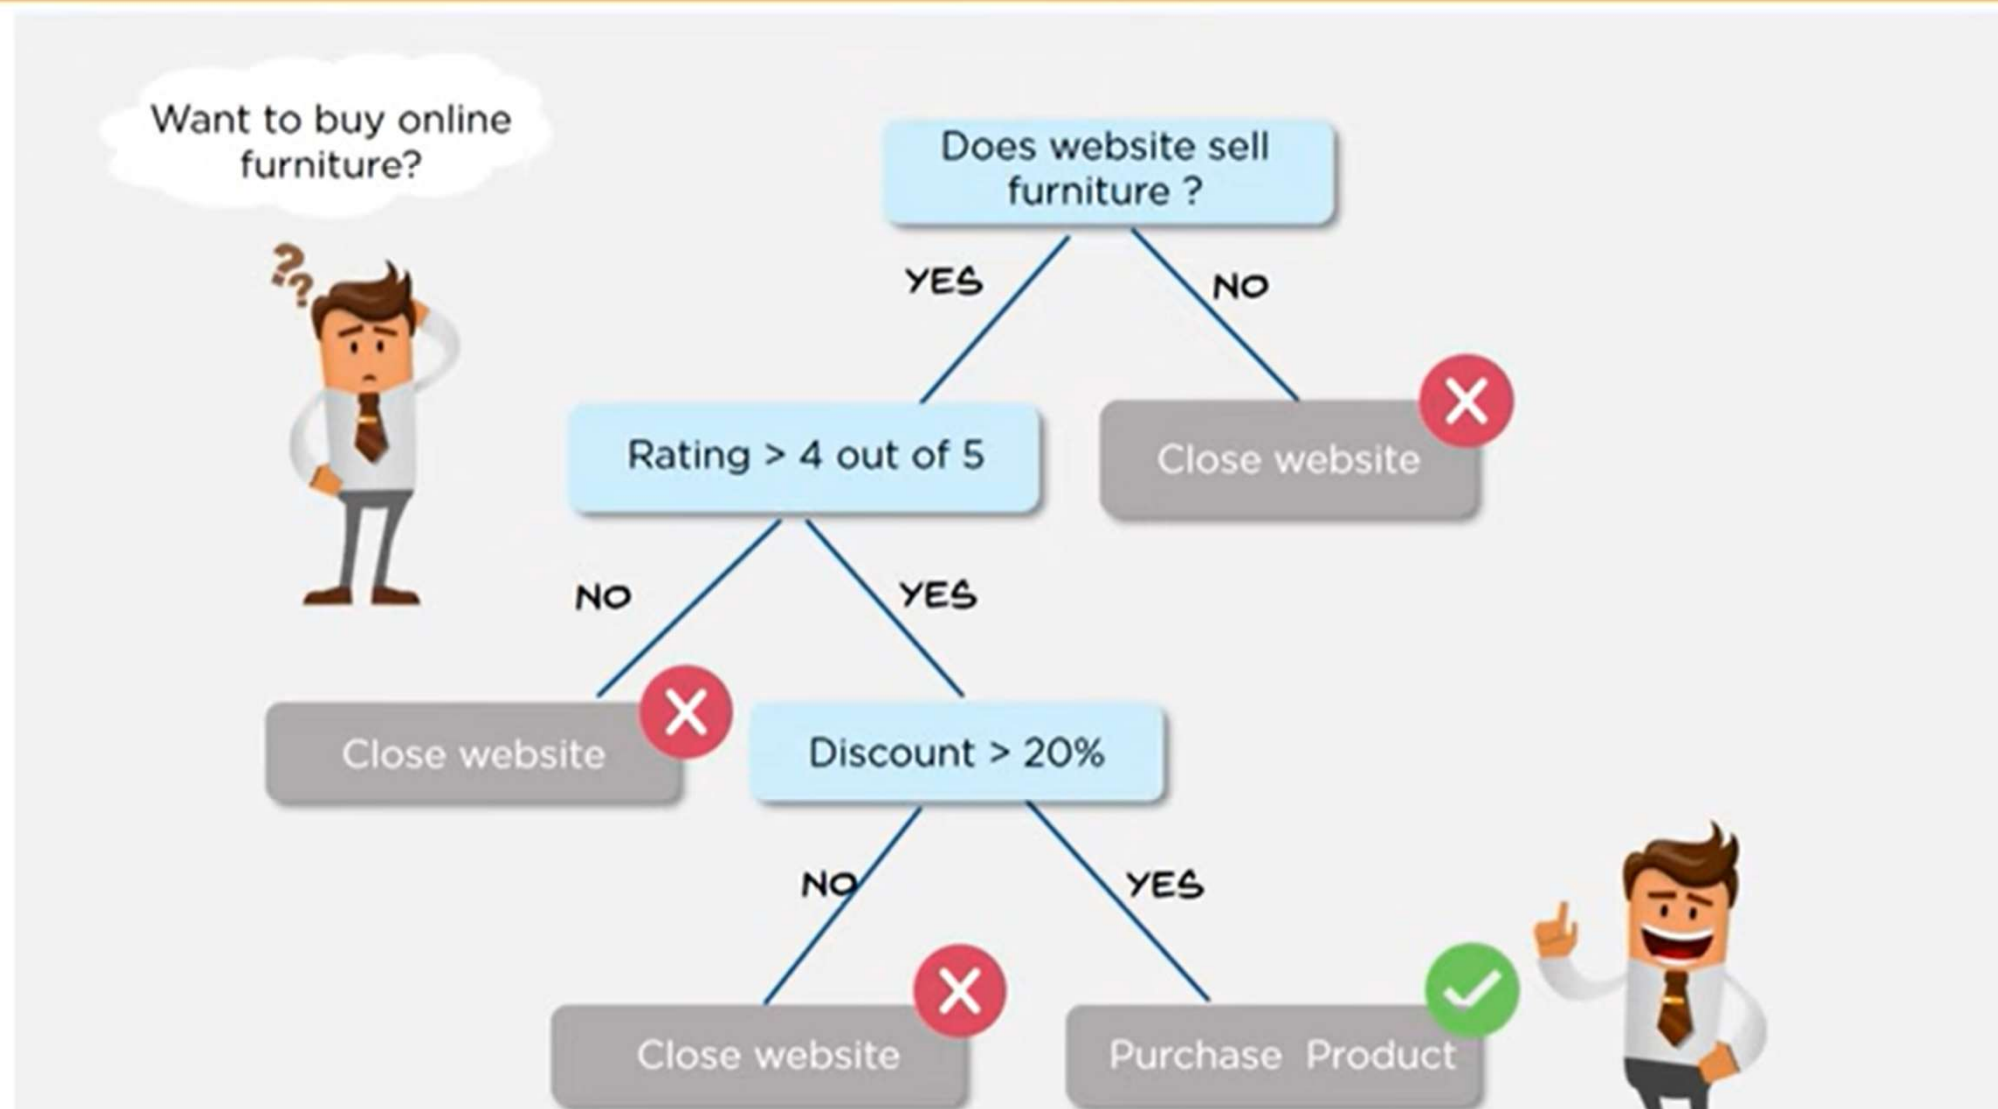 Want to buy online
furniture?
??
Does website sell
furniture ?
YES
NO
Rating > 4 out of 5
Close website
NO
YES
Close website
Discount > 20%
NO
YES
Close website
Purchase Product